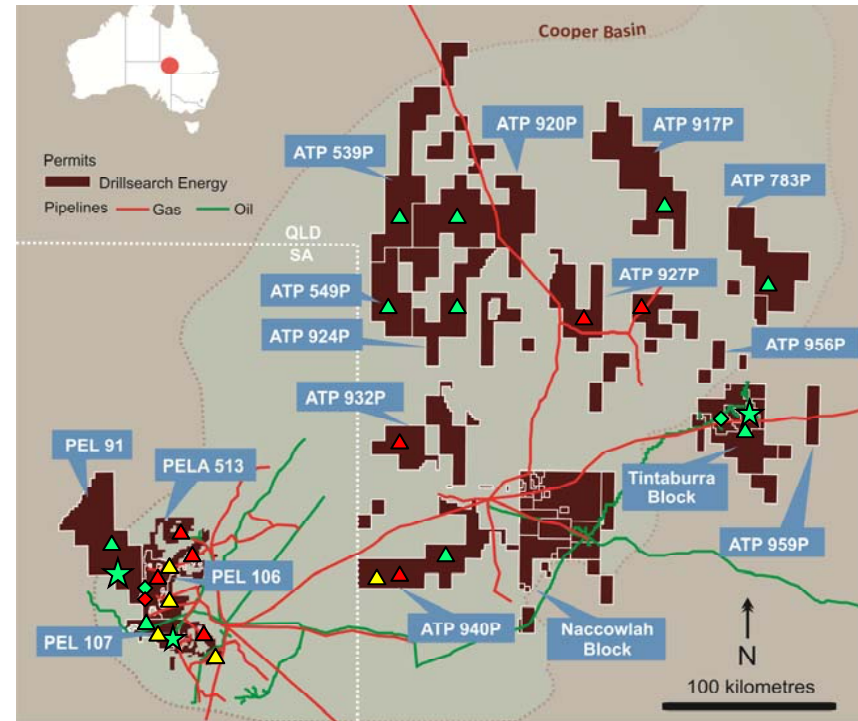 Cooper Basin
ATP 920P
ATP 917P
ATP 539P
Permits
Drillsearch Energy
ATP 783P
Pipelines
Gas
Oil
QLD
SA
ATP 927P
ATP 549P
ATP 924P
ATP 956P
ATP 932P
PEL 91
PELA 513
Tintaburra
Block
ATP 959P
PEL 106
PEL 107
ATP 940P
Naccowlah
Block
N
100 kilometres